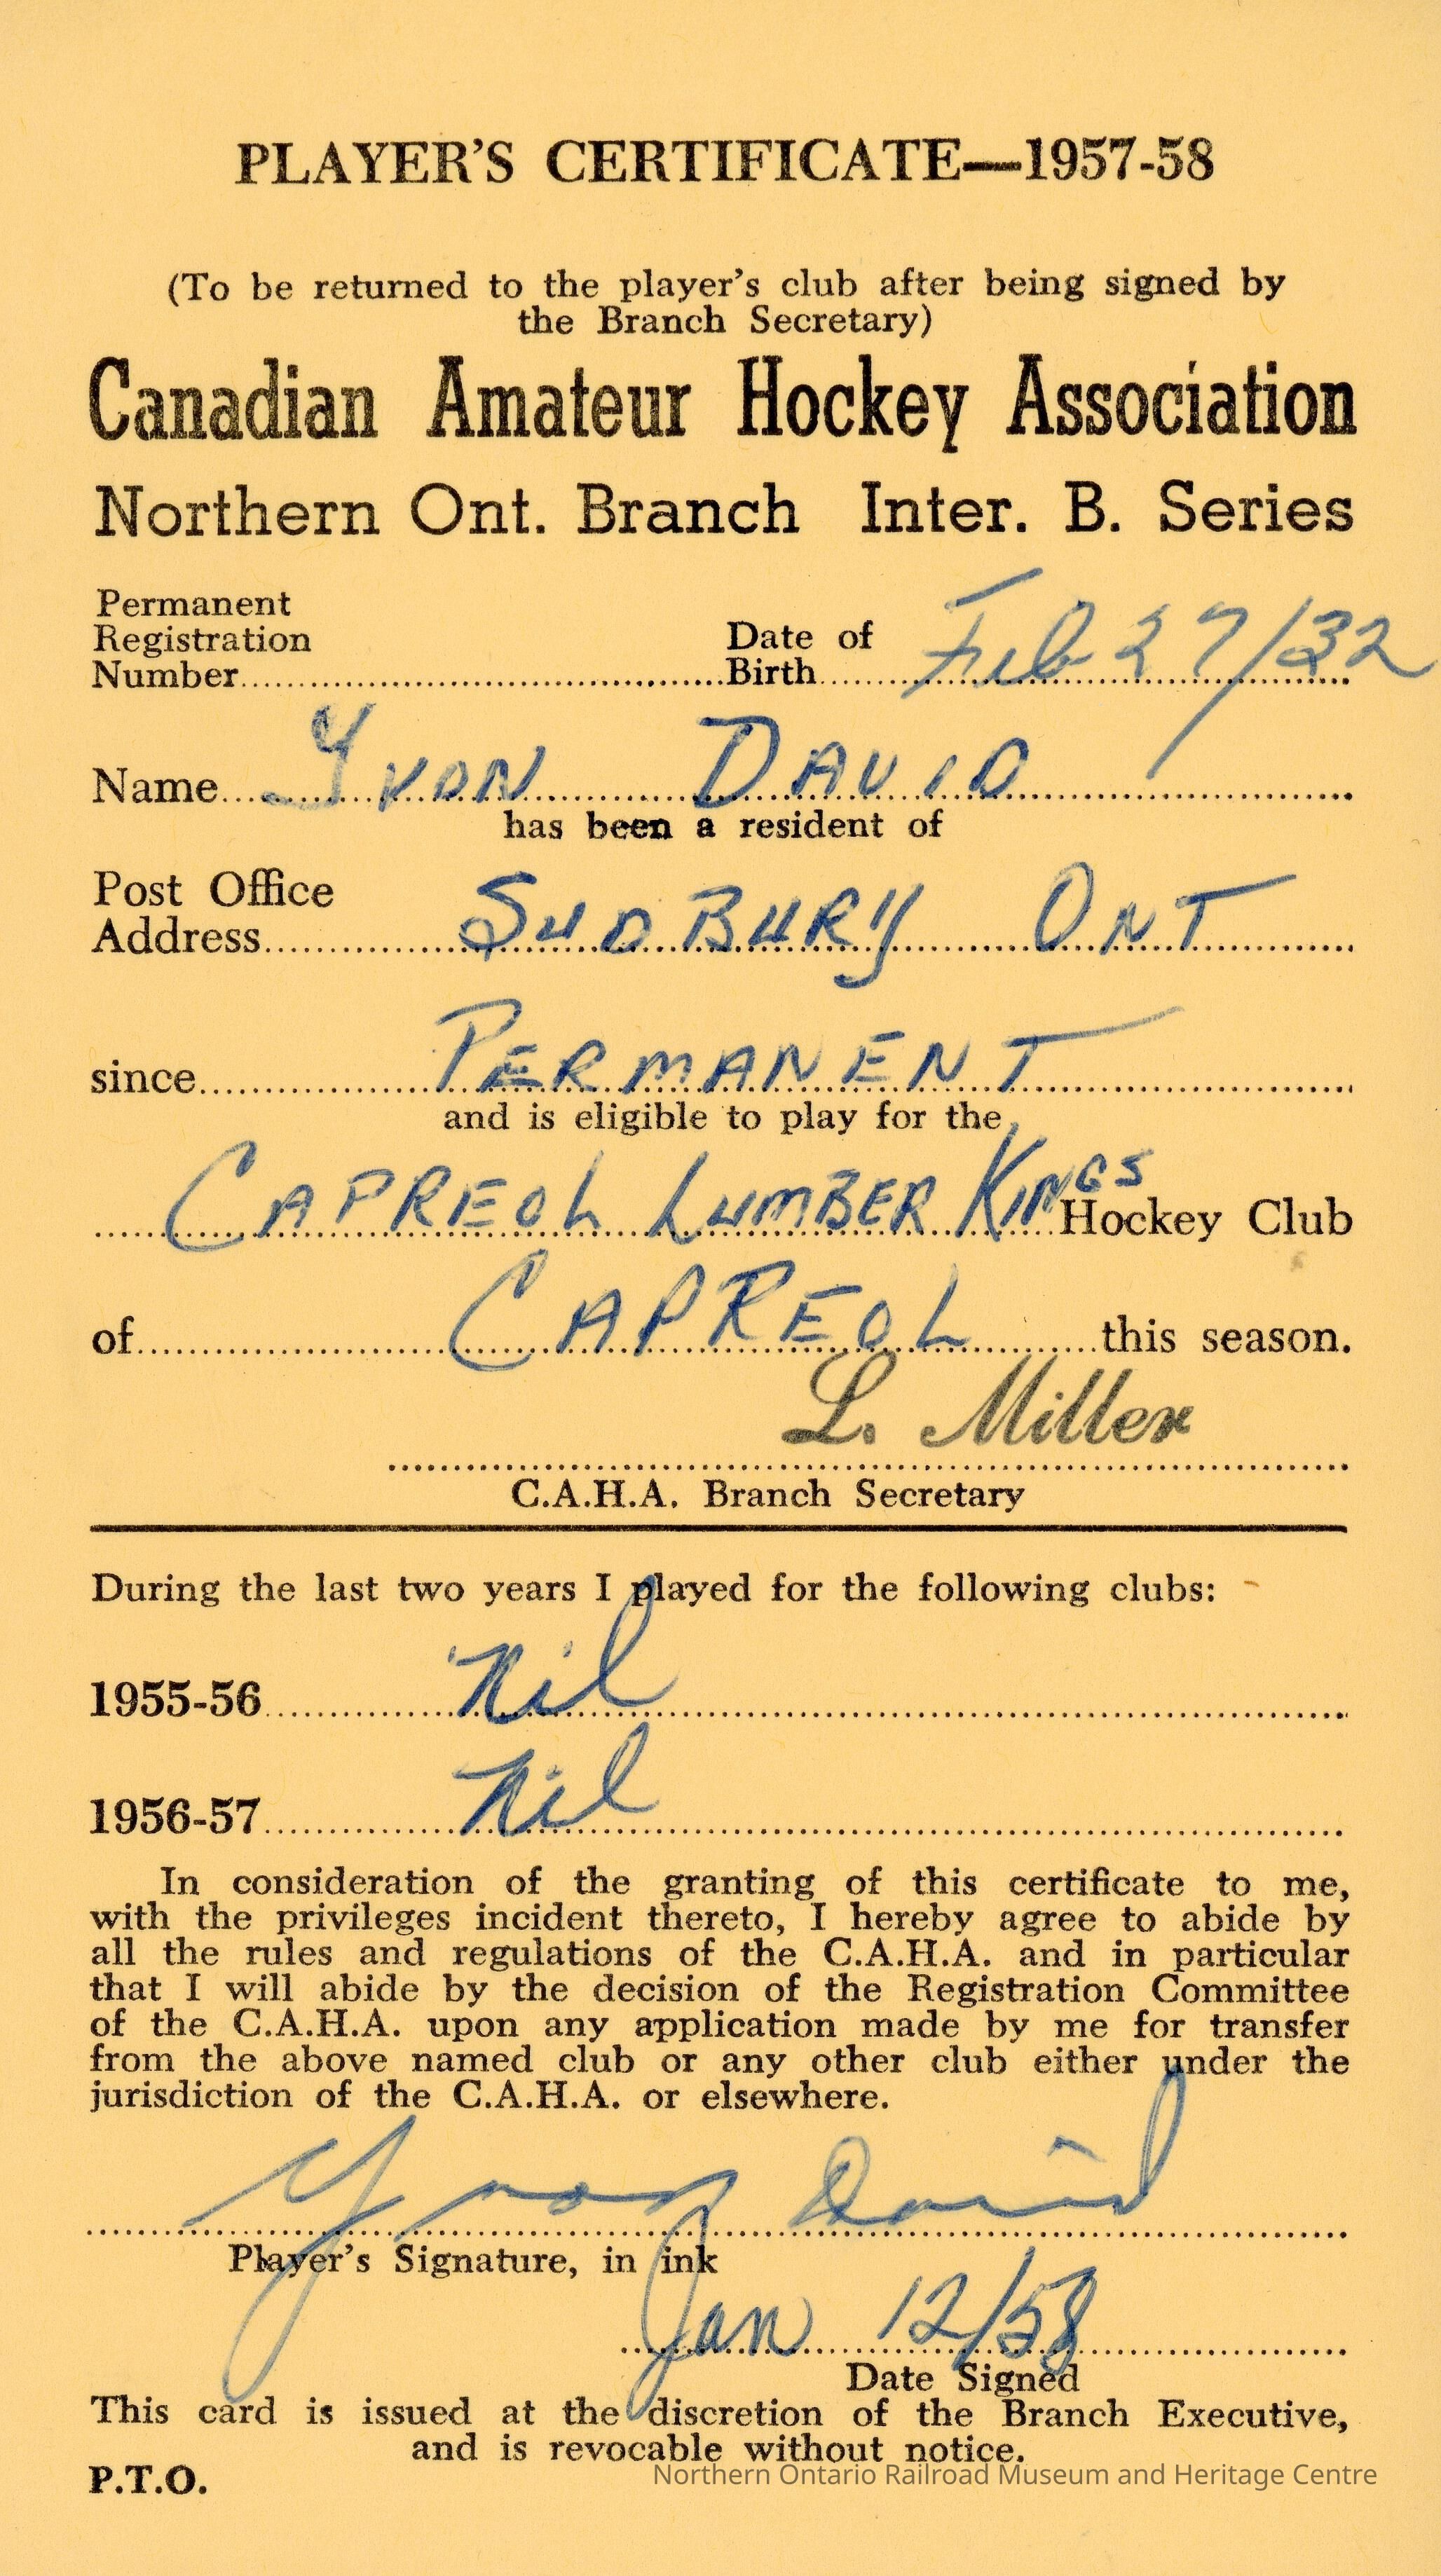 PLAYER'S CERTIFICATE—1957-58
(To be returned to the player's club after being signed by
the Branch Secretary)
Canadian Amateur Hockey Association
Northern Ont. Branch Inter. B. Series
Permanent
Registration
Number
Date of
Birth Feb 27/32
Name Yvon David
has been a resident of
Post Office
Address SUDBURY ONT
since PERMANENT
and is eligible to play for the
CAPREOL LUMBER KINGS Hockey Club
of CAPREOL this season.
L. Miller
C.A.H.A. Branch Secretary
During the last two years I played for the following clubs:
1955-56 Nil
1956-57 Nil
In consideration of the granting of this certificate to me,
with the privileges incident thereto, I hereby agree to abide by
all the rules and regulations of the C.A.H.A. and in particular
that I will abide by the decision of the Registration Committee
of the C.A.H.A. upon any application made by me for transfer
from the above named club or any other club either under the
jurisdiction of the C.A.H.A. or elsewhere.
Yvon David
Player's Signature, in ink
Jan 12/58
Date Signed
This card is issued at the discretion of the Branch Executive,
and is revocable without notice.
P.T.O.
Northern Ontario Railroad Museum and Heritage Centre